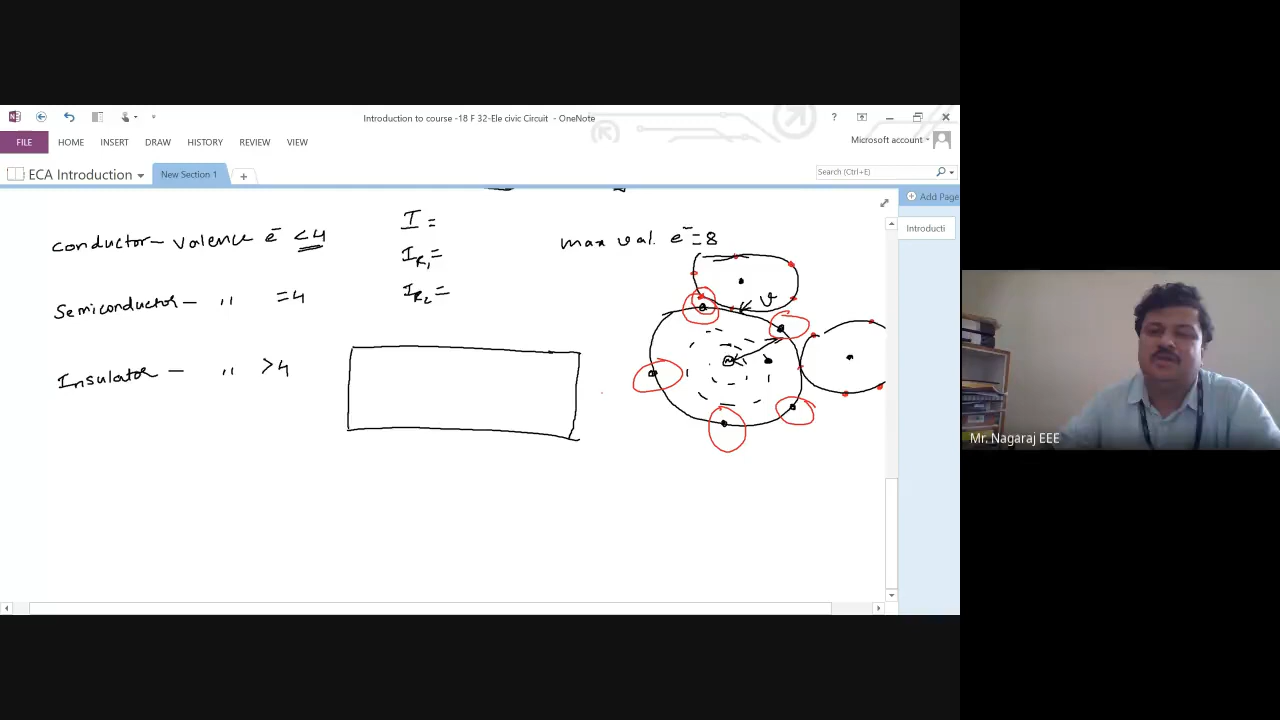 Introduction to course -18 F 32-Ele civic Circuit - OneNote
?
FILE HOME INSERT DRAW HISTORY REVIEW VIEW
Microsoft account
ECA Introduction New Section 1 +
Search (Ctrl+E)
Add Page
Introducti
I =
Conductor - Valence e- <4
max val. e- = 8
IR1 =
IR2 =
Semiconductor - " =4
v
Insulator - " >4
Mr. Nagaraj EEE